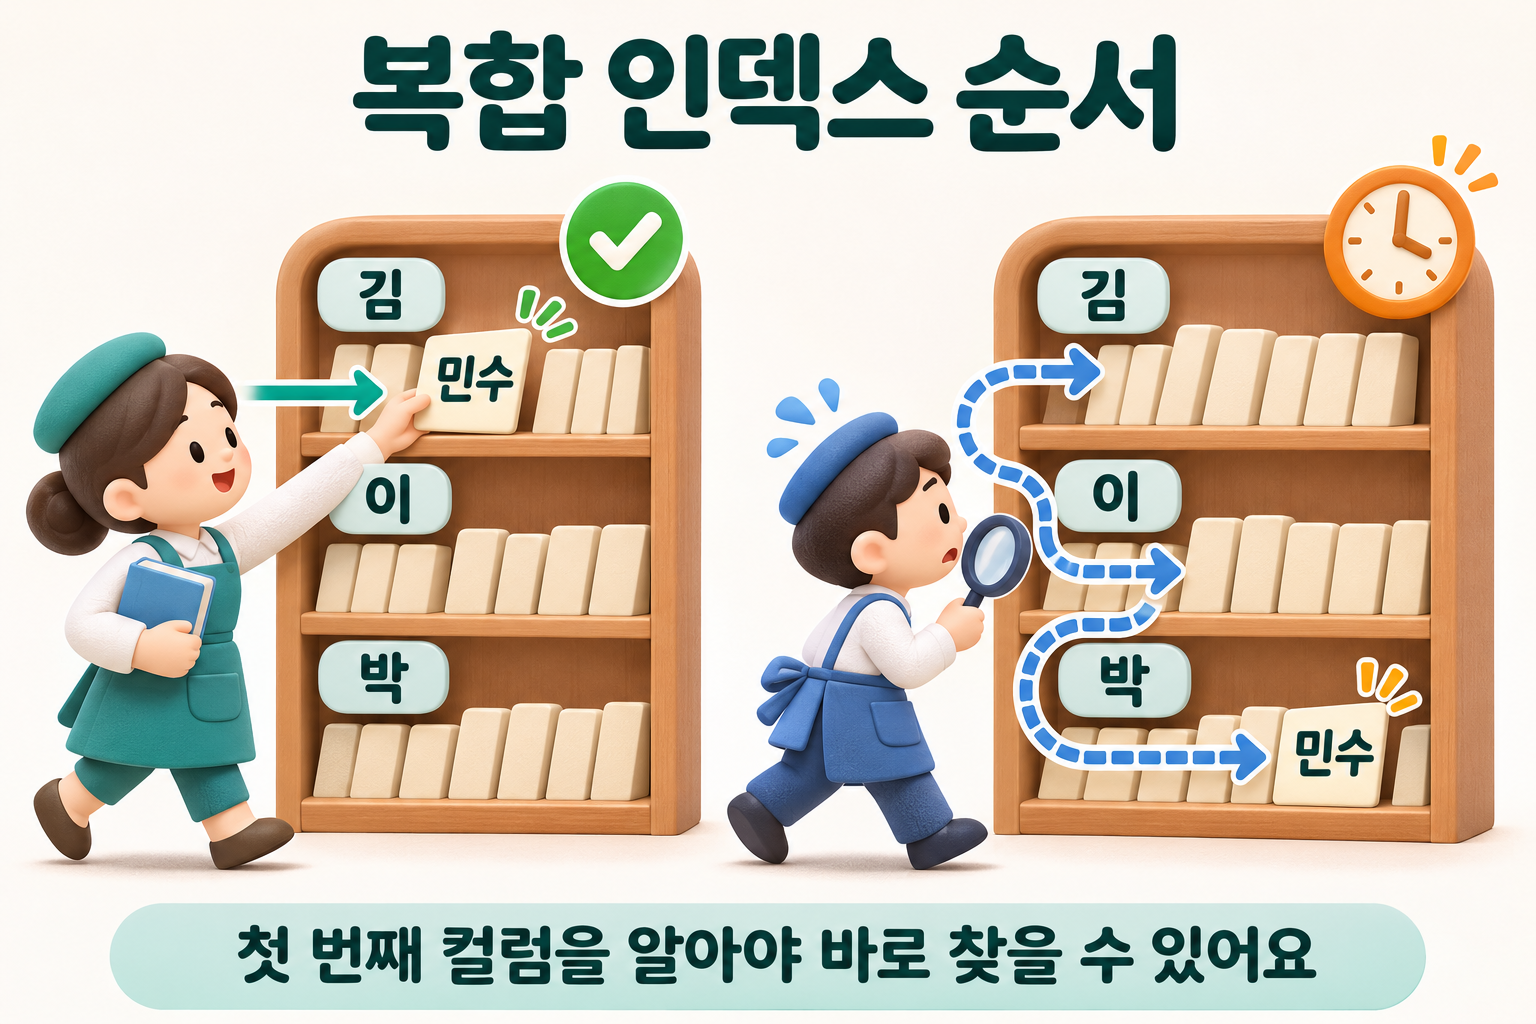 복합 인덱스 순서
김
민수
이
박
김
이
박
민수
첫 번째 컬럼을 알아야 바로 찾을 수 있어요